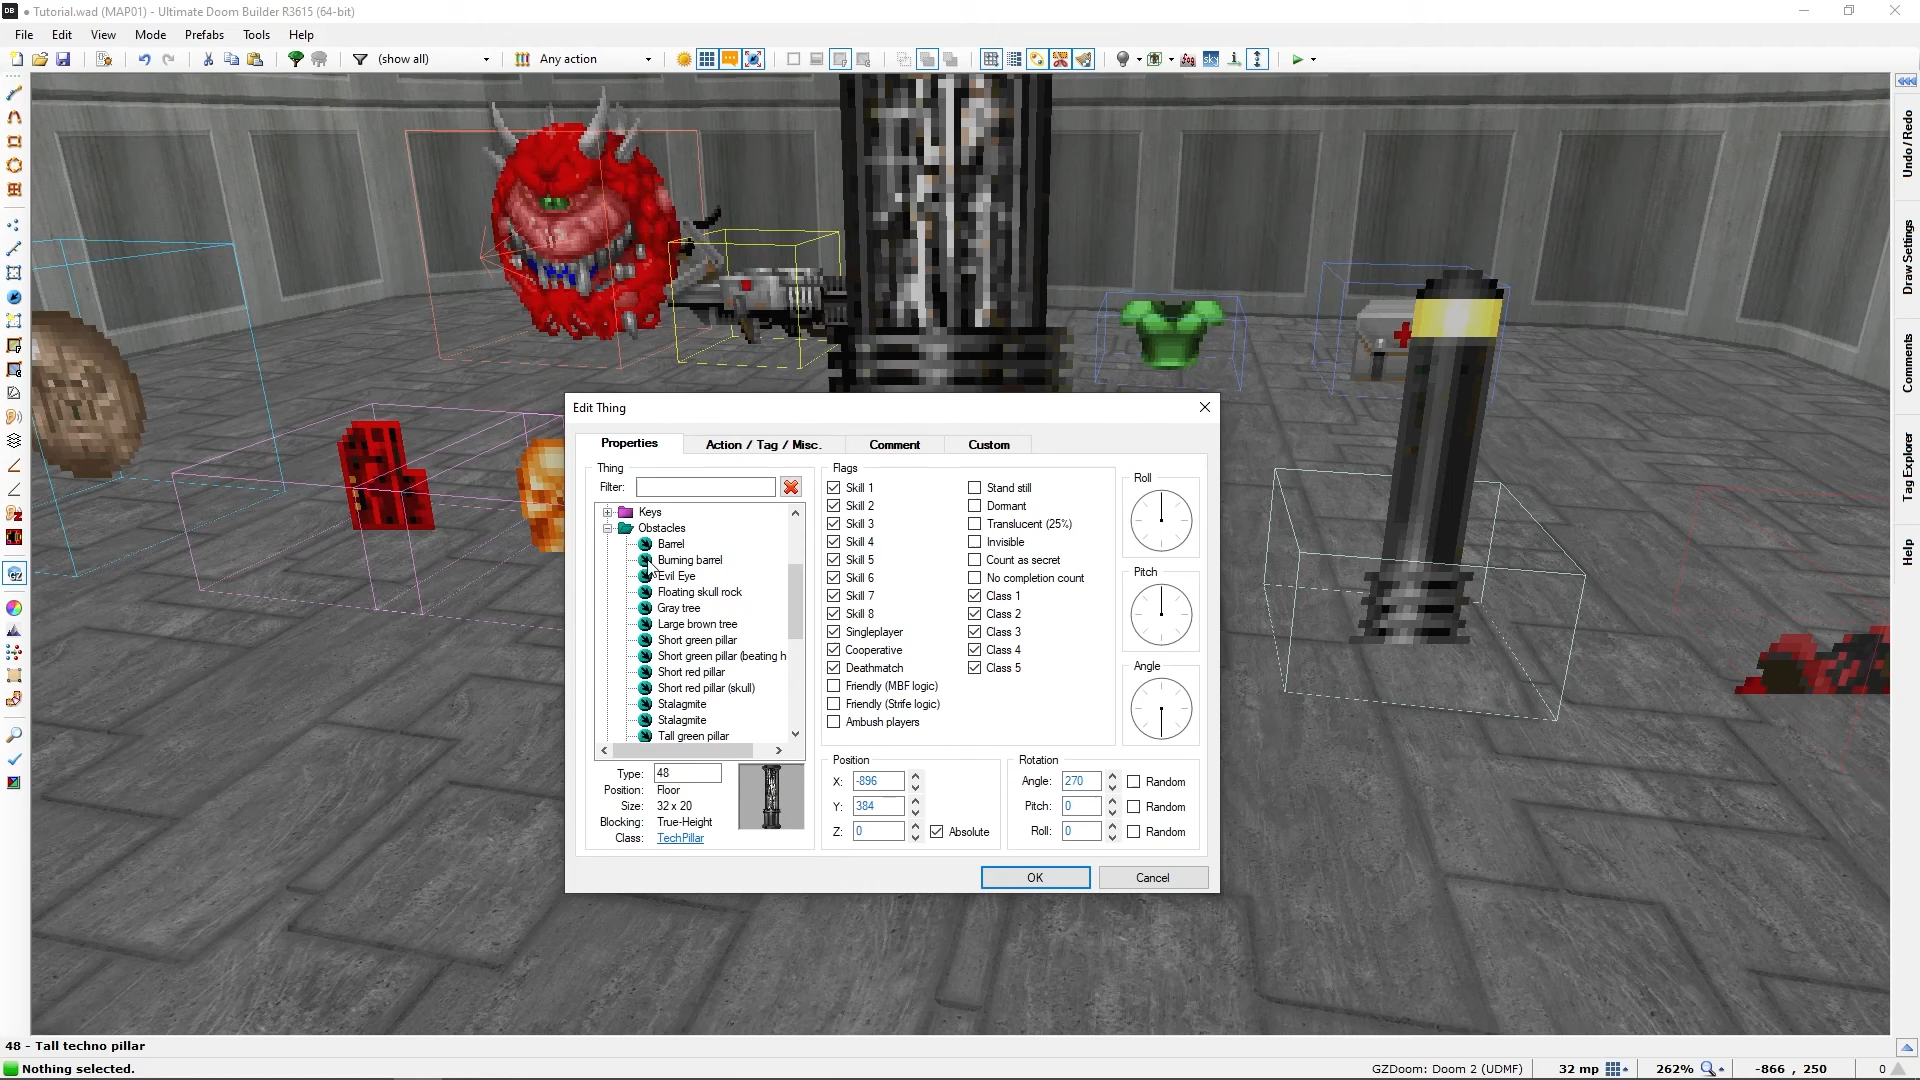 DB
• Tutorial.wad (MAP01) - Ultimate Doom Builder R3615 (64-bit)
File Edit View Mode Prefabs Tools Help
(show all)
Any action
Undo / Redo
Draw Settings
Comments
Tag Explorer
Help
Edit Thing
Properties
Action / Tag / Misc.
Comment
Custom
Thing
Filter:
Keys
Obstacles
Barrel
Burning barrel
Evil Eye
Floating skull rock
Gray tree
Large brown tree
Short green pillar
Short green pillar (beating h
Short red pillar
Short red pillar (skull)
Stalagmite
Stalagmite
Tall green pillar
Type: 48
Position: Floor
Size: 32 x 20
Blocking: True-Height
Class: TechPillar
Flags
Skill 1
Skill 2
Skill 3
Skill 4
Skill 5
Skill 6
Skill 7
Skill 8
Singleplayer
Cooperative
Deathmatch
Friendly (MBF logic)
Friendly (Strife logic)
Ambush players
Stand still
Dormant
Translucent (25%)
Invisible
Count as secret
No completion count
Class 1
Class 2
Class 3
Class 4
Class 5
Roll
Pitch
Angle
Position
X: -896
Y: 384
Z: 0
Absolute
Rotation
Angle: 270 Random
Pitch: 0 Random
Roll: 0 Random
OK
Cancel
48 - Tall techno pillar
Nothing selected.
GZDoom: Doom 2 (UDMF)
32 mp
262%
-866 , 250
0